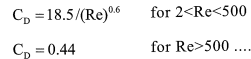 C_D = 18.5/(Re)^0.6 for 2<Re<500
C_D = 0.44 for Re>500 ....